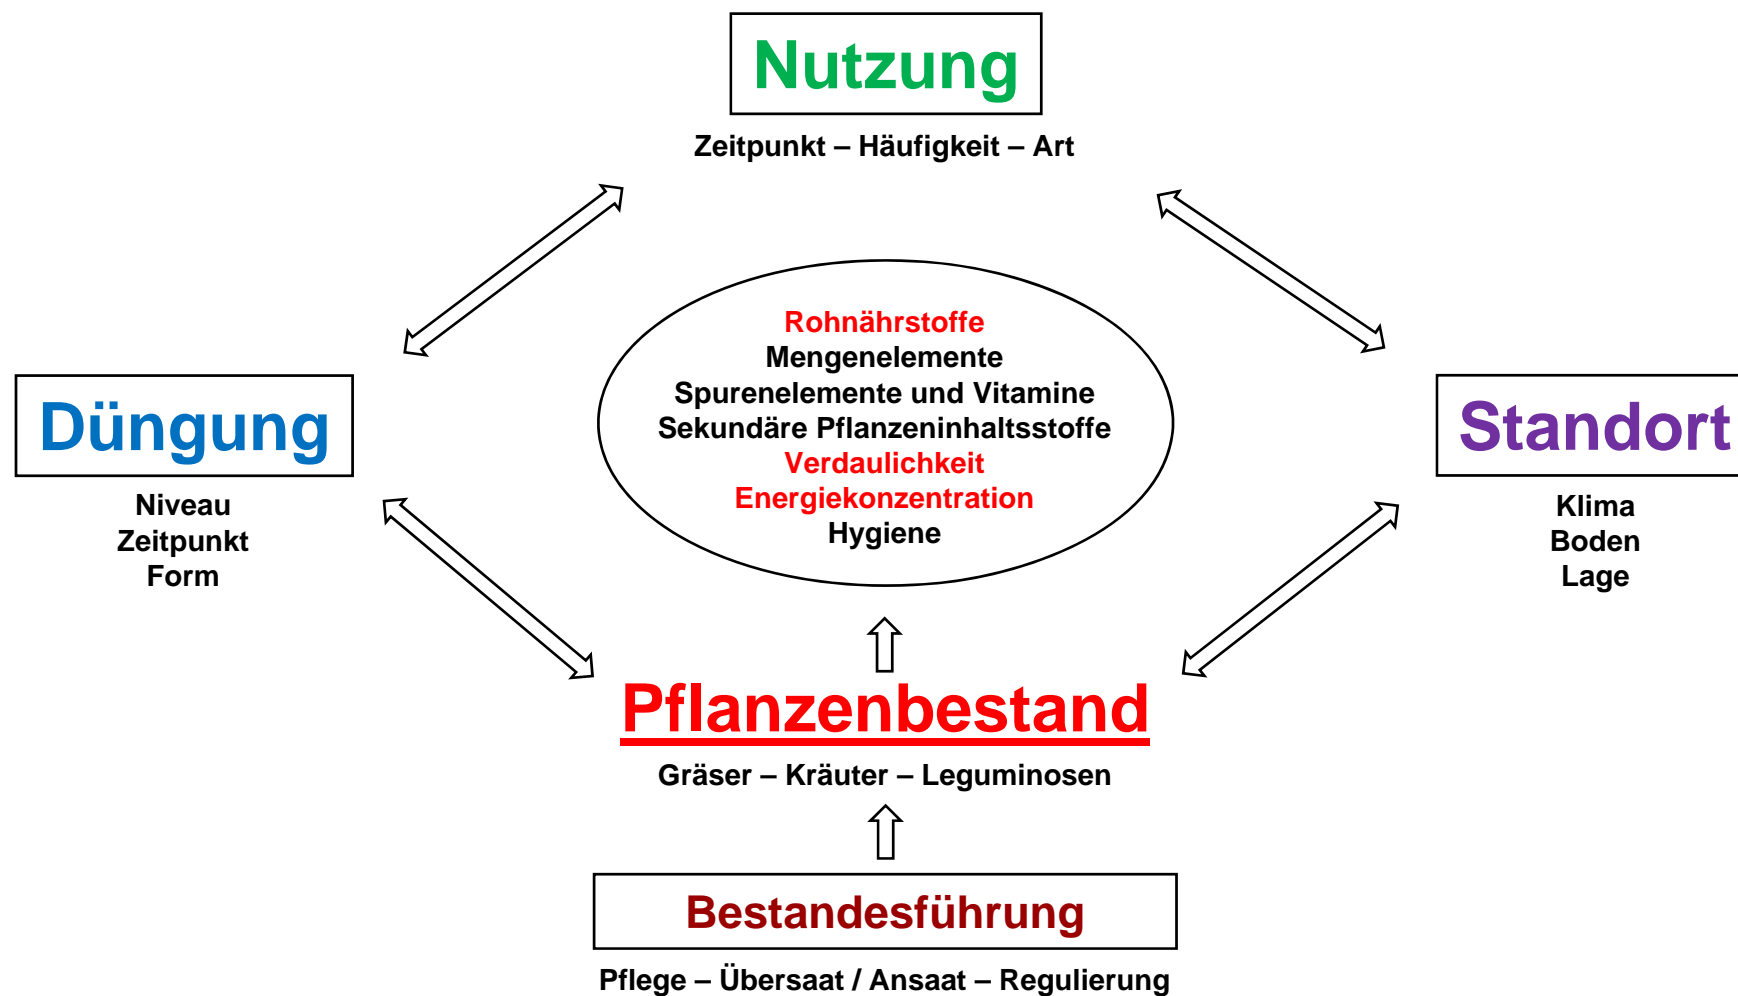 Nutzung
Zeitpunkt – Häufigkeit – Art
Rohnährstoffe
Mengenelemente
Spurenelemente und Vitamine
Sekundäre Pflanzeninhaltsstoffe
Verdaulichkeit
Energiekonzentration
Hygiene
Düngung
Niveau
Zeitpunkt
Form
Standort
Klima
Boden
Lage
Pflanzenbestand
Gräser – Kräuter – Leguminosen
Bestandesführung
Pflege – Übersaat / Ansaat – Regulierung